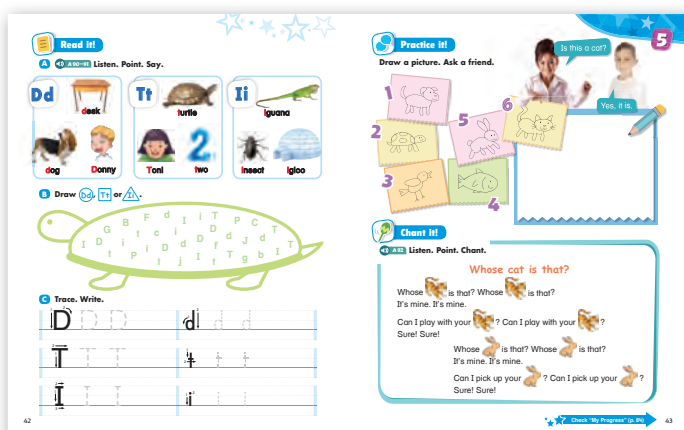 Read it!
A A90-91 Listen. Point. Say.
Dd
desk
dog
Donny
Tt
turtle
Toni
two
2
Ii
iguana
insect
igloo
B Draw Dd, Tt or Ii.
G B F d I i T P C T
I D i f c i D d J d T
t P i D d D f T g b I
t j I t
C Trace. Write.
D D D
d d d
T T T
t t t
I I I
i i i
42
Practice it!
5
Draw a picture. Ask a friend.
Is this a cat?
Yes, it is.
1
2
3
4
5
6
Chant it!
A92 Listen. Point. Chant.
Whose cat is that?
Whose is that? Whose is that?
It's mine. It's mine.
Can I play with your ? Can I play with your ?
Sure! Sure!
Whose is that? Whose is that?
It's mine. It's mine.
Can I pick up your ? Can I pick up your ?
Sure! Sure!
Check "My Progress" (p. 84)
43